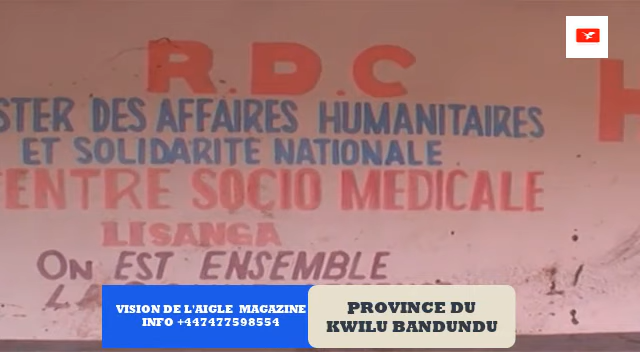 R.D.C
STER DES AFFAIRES HUMANITAIRES
ET SOLIDARITE NATIONALE
ENTRE SOCIO MEDICALE
LISANGA
ON EST ENSEMBLE
VISION DE L'AIGLE MAGAZINE
INFO +447477598554
PROVINCE DU
KWILU BANDUNDU